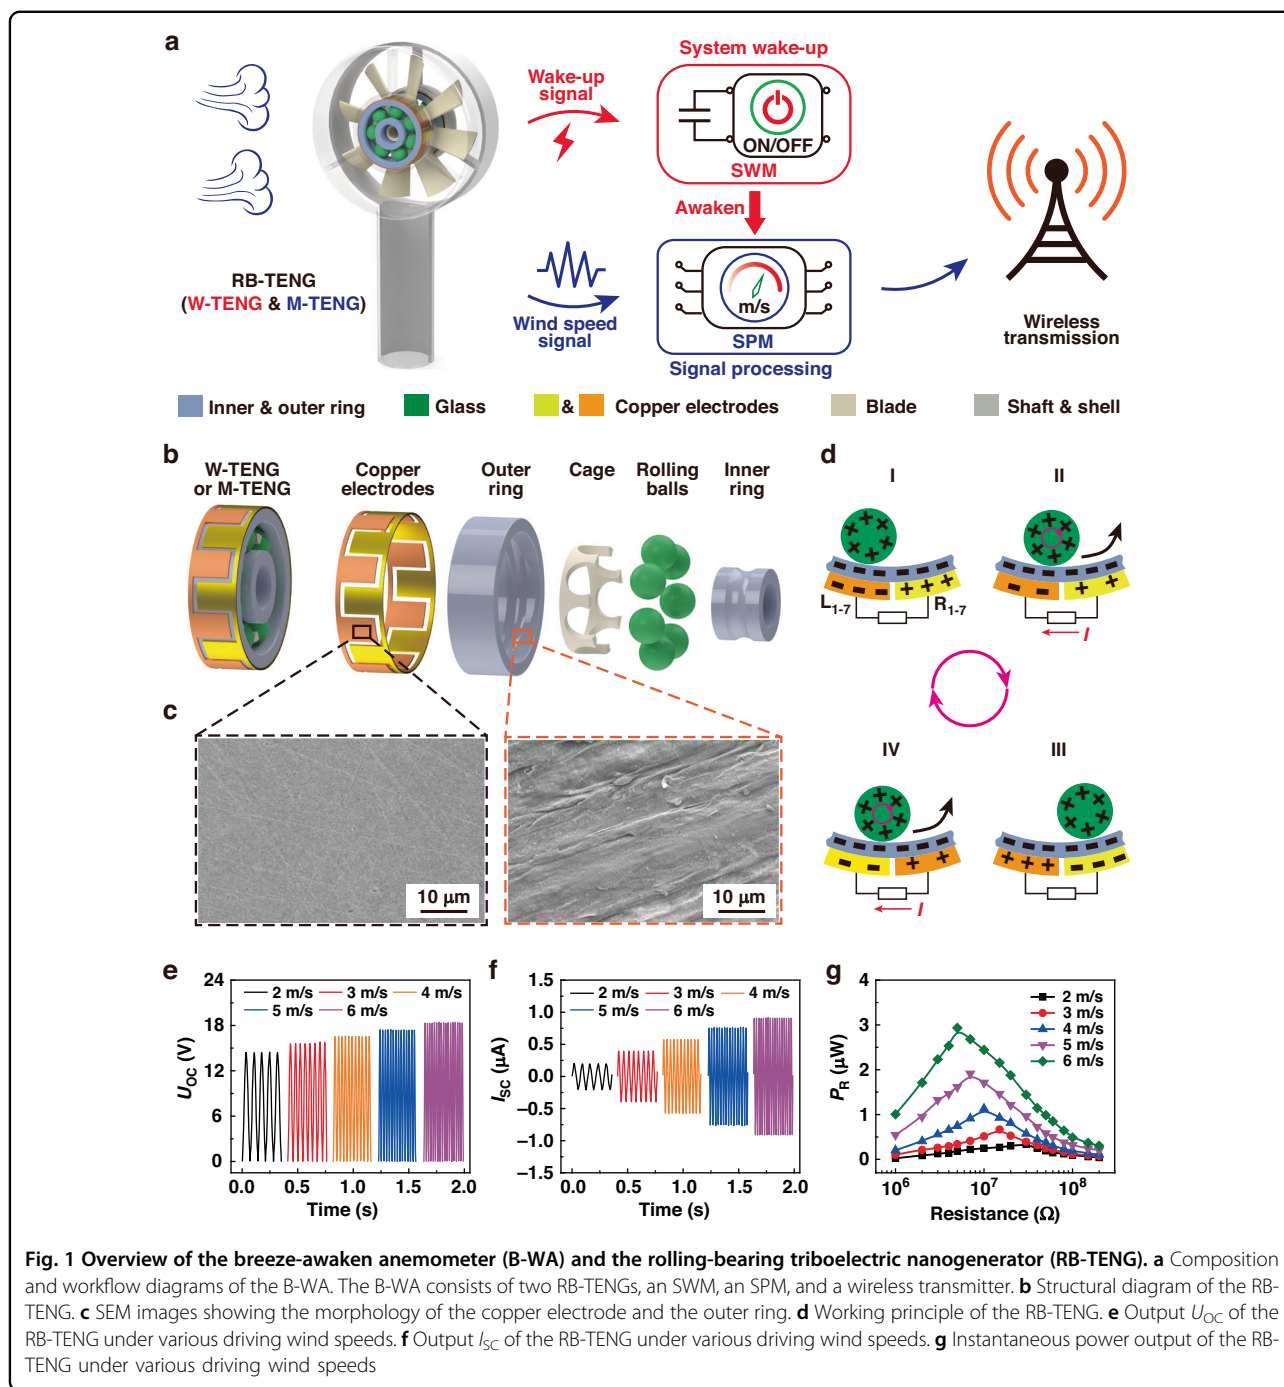 a
System wake-up
Wake-up
signal
ON/OFF
SWM
Awaken
RB-TENG
(W-TENG & M-TENG)
Wind speed
signal
m/s
SPM
Signal processing
Wireless
transmission
Inner & outer ring
Glass
&
Copper electrodes
Blade
Shaft & shell
b
W-TENG
or M-TENG
Copper
electrodes
Outer
ring
Cage
Rolling
balls
Inner
ring
c
10 μm
10 μm
d
I
II
L1-7
R1-7
I
IV
III
I
e
24
18
12
6
0
UOC (V)
2 m/s
3 m/s
4 m/s
5 m/s
6 m/s
0.0
0.5
1.0
1.5
2.0
Time (s)
f
1.5
1.0
0.5
0.0
–0.5
–1.0
–1.5
ISC (μA)
2 m/s
3 m/s
4 m/s
5 m/s
6 m/s
0.0
0.5
1.0
1.5
2.0
Time (s)
g
4
3
2
1
0
PR (μW)
2 m/s
3 m/s
4 m/s
5 m/s
6 m/s
10^6
10^7
10^8
Resistance (Ω)
Fig. 1 Overview of the breeze-awaken anemometer (B-WA) and the rolling-bearing triboelectric nanogenerator (RB-TENG). a Composition
and workflow diagrams of the B-WA. The B-WA consists of two RB-TENGs, an SWM, an SPM, and a wireless transmitter. b Structural diagram of the RB-
TENG. c SEM images showing the morphology of the copper electrode and the outer ring. d Working principle of the RB-TENG. e Output UOC of the
RB-TENG under various driving wind speeds. f Output ISC of the RB-TENG under various driving wind speeds. g Instantaneous power output of the RB-
TENG under various driving wind speeds